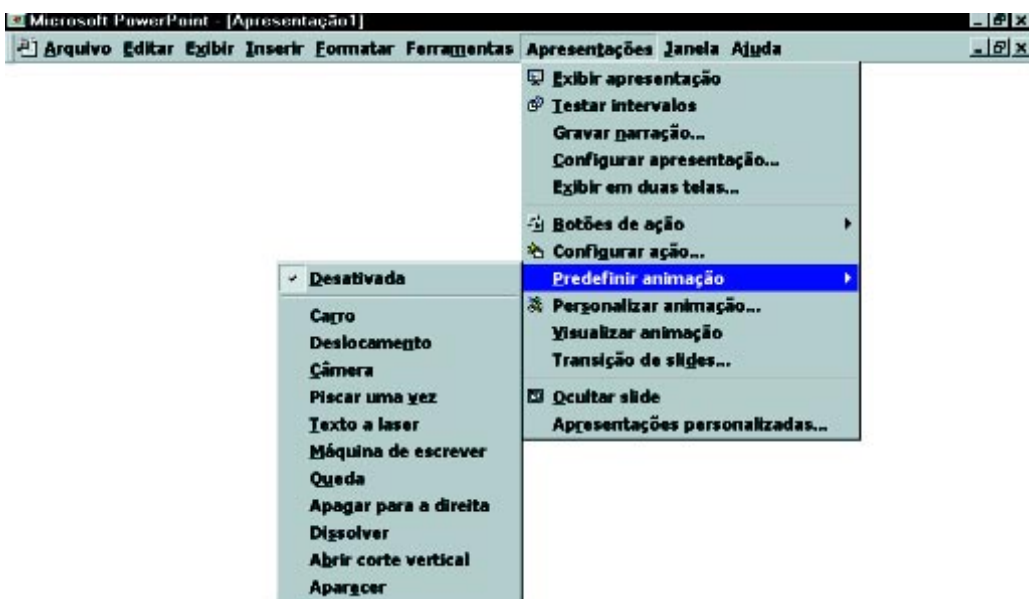 Microsoft PowerPoint - [Apresentação1]
Arquivo Editar Exibir Inserir Formatar Ferramentas Apresentações Janela Ajuda
Exibir apresentação
Testar intervalos
Gravar narração...
Configurar apresentação...
Exibir em duas telas...
Botões de ação
Configurar ação...
Predefinir animação
Personalizar animação...
Visualizar animação
Transição de slides...
Ocultar slide
Apresentações personalizadas...
Desativada
Carro
Deslocamento
Câmera
Piscar uma vez
Texto a laser
Máquina de escrever
Queda
Apagar para a direita
Dissolver
Abrir corte vertical
Aparecer